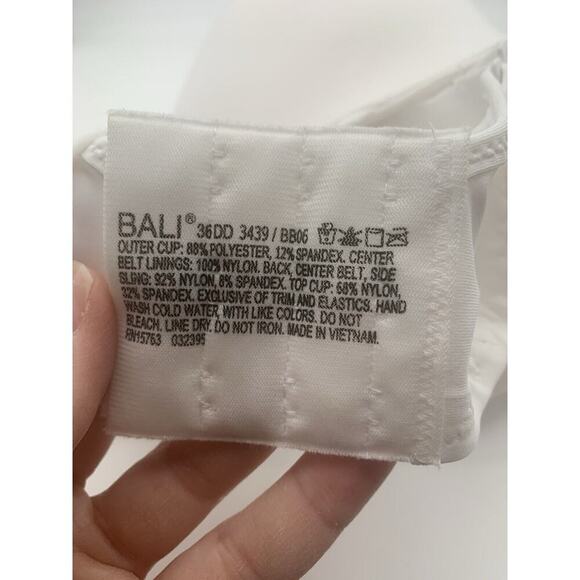 BALI® 36DD 3439 / BB06
OUTER CUP: 88% POLYESTER, 12% SPANDEX. CENTER
BELT LININGS: 100% NYLON. BACK, CENTER BELT, SIDE
SLING: 92% NYLON, 8% SPANDEX. TOP CUP: 68% NYLON,
32% SPANDEX. EXCLUSIVE OF TRIM AND ELASTICS. HAND
WASH COLD WATER WITH LIKE COLORS. DO NOT
BLEACH. LINE DRY. DO NOT IRON. MADE IN VIETNAM.
RN15763 032395